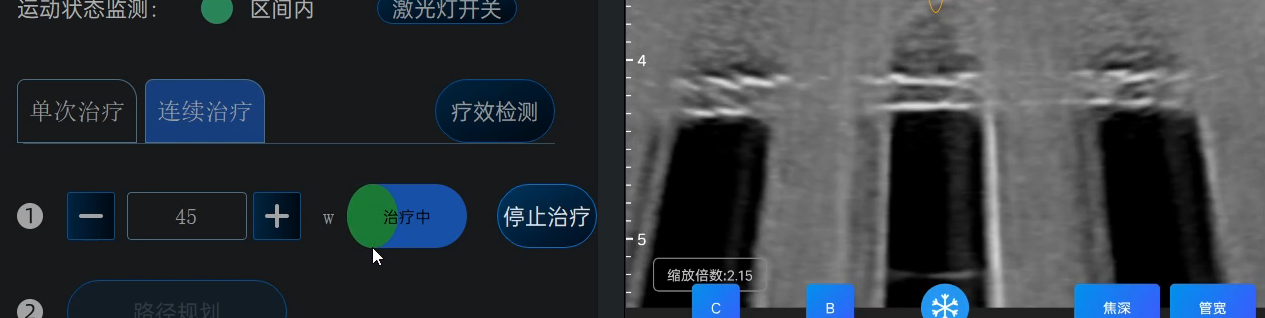 运动状态监测： 区间内 激光灯开关
单次治疗 连续治疗 疗效检测
1 45 w 治疗中 停止治疗
2 路径规划
4
5
缩放倍数:2.15
C B 焦深 管宽